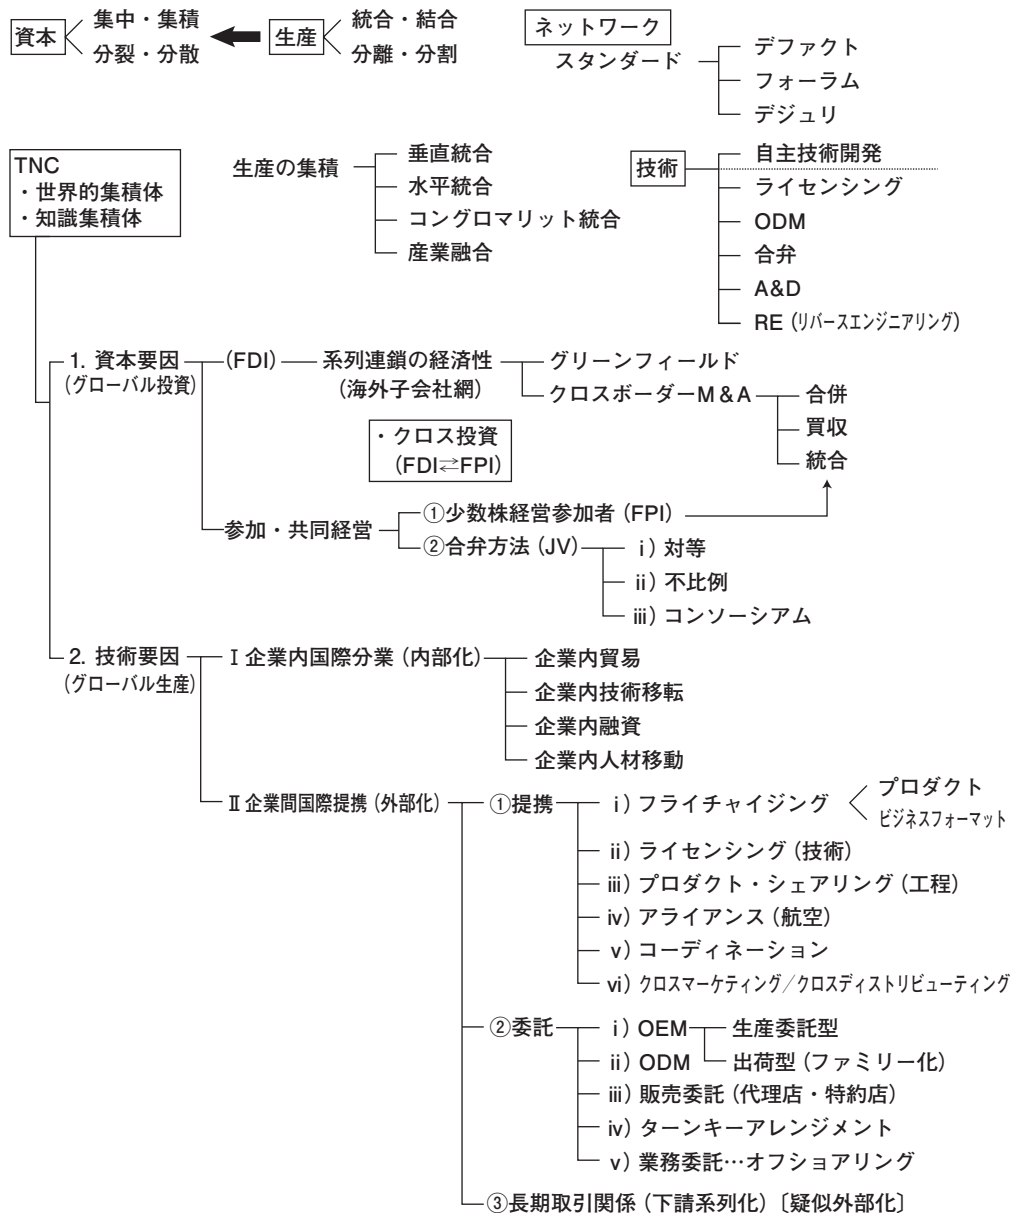 資本
集中・集積
分裂・分散
生産
統合・結合
分離・分割
ネットワーク
スタンダード
デファクト
フォーラム
デジュリ
TNC
・世界的集積体
・知識集積体
生産の集積
垂直統合
水平統合
コングロマリット統合
産業融合
技術
自主技術開発
ライセンシング
ODM
合弁
A&D
RE（リバースエンジニアリング）
1. 資本要因
（グローバル投資）
（FDI）
系列連鎖の経済性
（海外子会社網）
グリーンフィールド
クロスボーダーM＆A
合併
買収
統合
・クロス投資
（FDI⇄FPI）
参加・共同経営
①少数株経営参加者（FPI）
②合弁方法（JV）
ⅰ）対等
ⅱ）不比例
ⅲ）コンソーシアム
2. 技術要因
（グローバル生産）
Ⅰ企業内国際分業（内部化）
企業内貿易
企業内技術移転
企業内融資
企業内人材移動
Ⅱ企業間国際提携（外部化）
①提携
ⅰ）フライチャイジング
プロダクト
ビジネスフォーマット
ⅱ）ライセンシング（技術）
ⅲ）プロダクト・シェアリング（工程）
ⅳ）アライアンス（航空）
ⅴ）コーディネーション
ⅵ）クロスマーケティング／クロスディストリビューティング
②委託
ⅰ）OEM
生産委託型
ⅱ）ODM
出荷型（ファミリー化）
ⅲ）販売委託（代理店・特約店）
ⅳ）ターンキーアレンジメント
ⅴ）業務委託…オフショアリング
③長期取引関係（下請系列化）〔疑似外部化〕